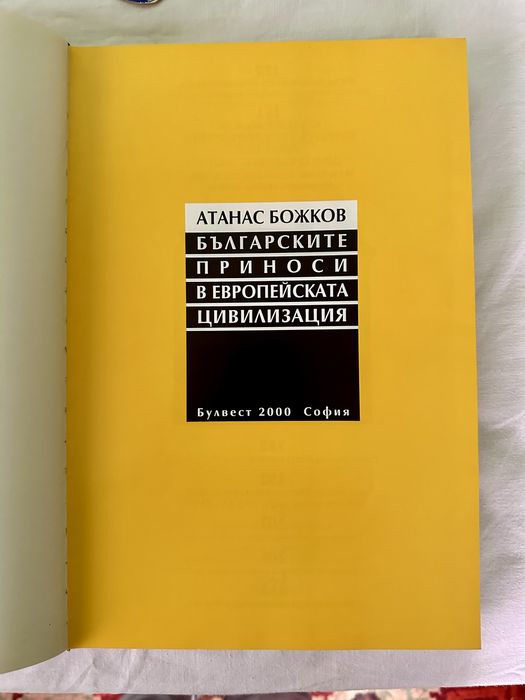 АТАНАС БОЖКОВ
БЪЛГАРСКИТЕ
ПРИНОСИ
В ЕВРОПЕЙСКАТА
ЦИВИЛИЗАЦИЯ
Булвест 2000 София